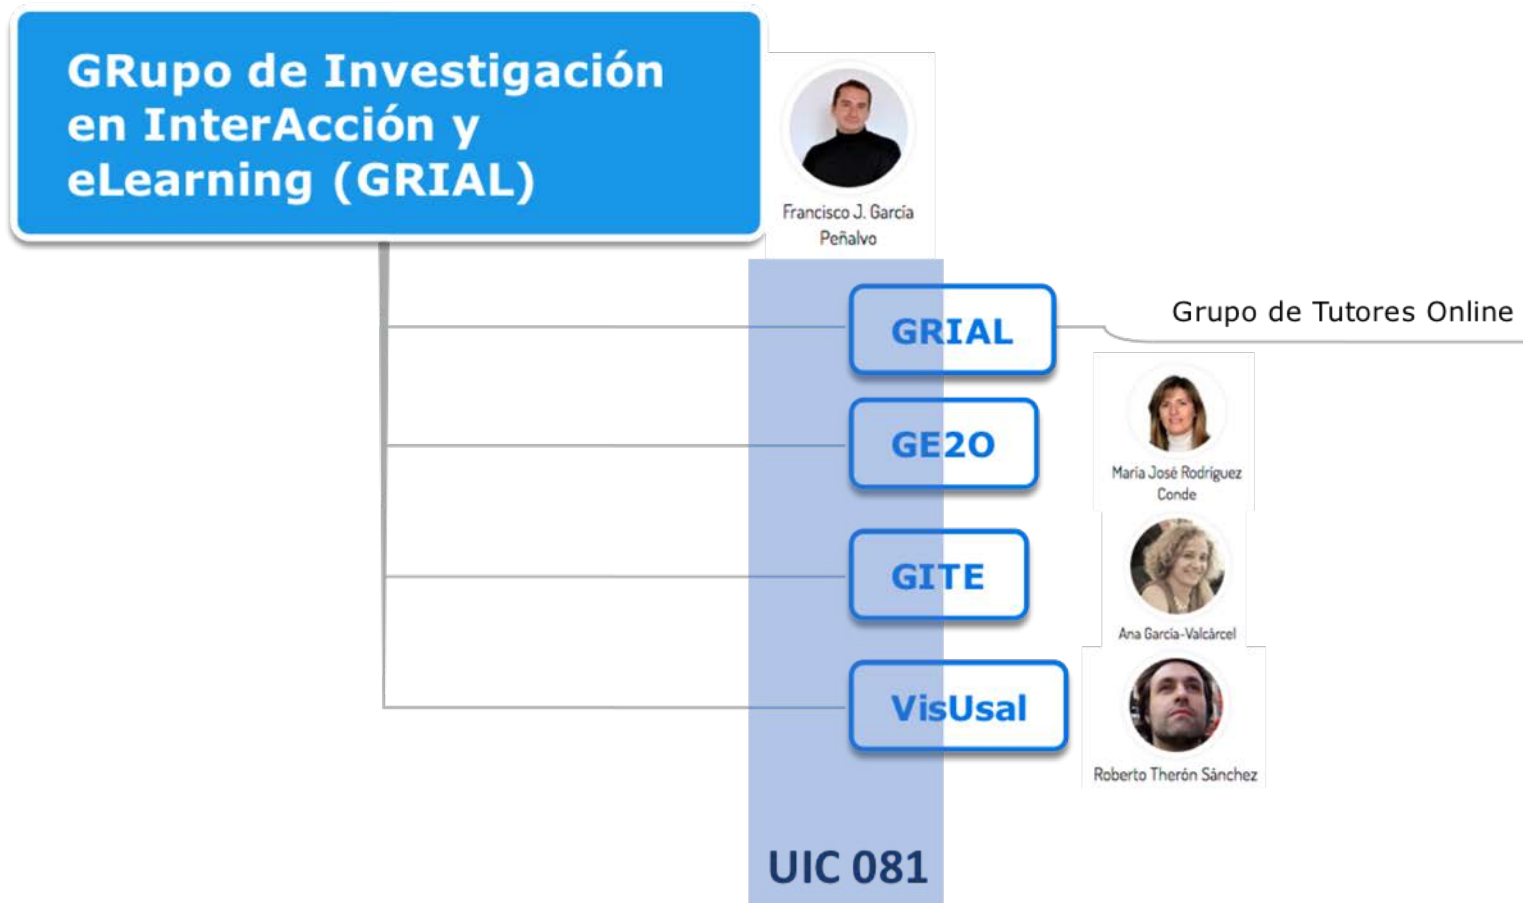 GRupo de Investigación
en InterAcción y
eLearning (GRIAL)
Francisco J. García
Peñalvo
GRIAL
Grupo de Tutores Online
GE2O
María José Rodríguez
Conde
GITE
Ana García-Valcárcel
VisUsal
Roberto Therón Sánchez
UIC 081